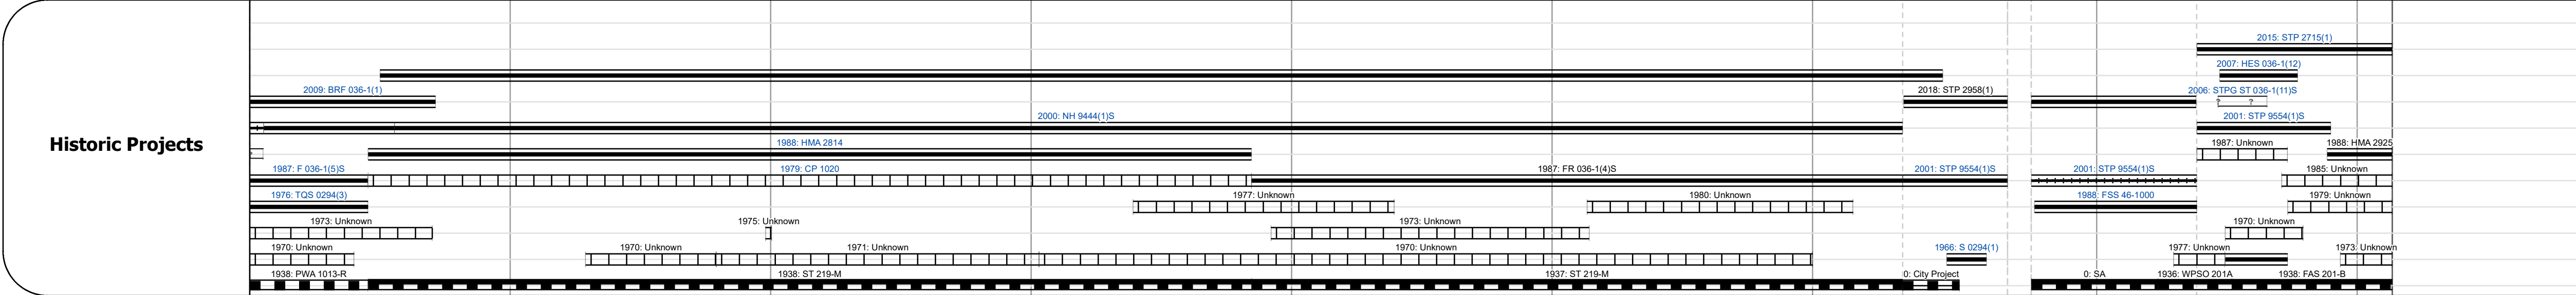 2015: STP 2715(1)
2007: HES 036-1(12)
2009: BRF 036-1(1)
2018: STP 2958(1)
2006: STPG ST 036-1(11)S
? ?
2000: NH 9444(1)S
2001: STP 9554(1)S
Historic Projects
1988: HMA 2814
1987: Unknown
1988: HMA 2925
1987: F 036-1(5)S
1979: CP 1020
1987: FR 036-1(4)S
2001: STP 9554(1)S
2001: STP 9554(1)S
1985: Unknown
1976: TQS 0294(3)
1977: Unknown
1980: Unknown
1988: FSS 46-1000
1979: Unknown
1973: Unknown
1975: Unknown
1973: Unknown
1970: Unknown
1970: Unknown
1970: Unknown
1971: Unknown
1970: Unknown
1966: S 0294(1)
1977: Unknown
1973: Unknown
1938: PWA 1013-R
1938: ST 219-M
1937: ST 219-M
0: City Project
0: SA
1936: WPSO 201A
1938: FAS 201-B